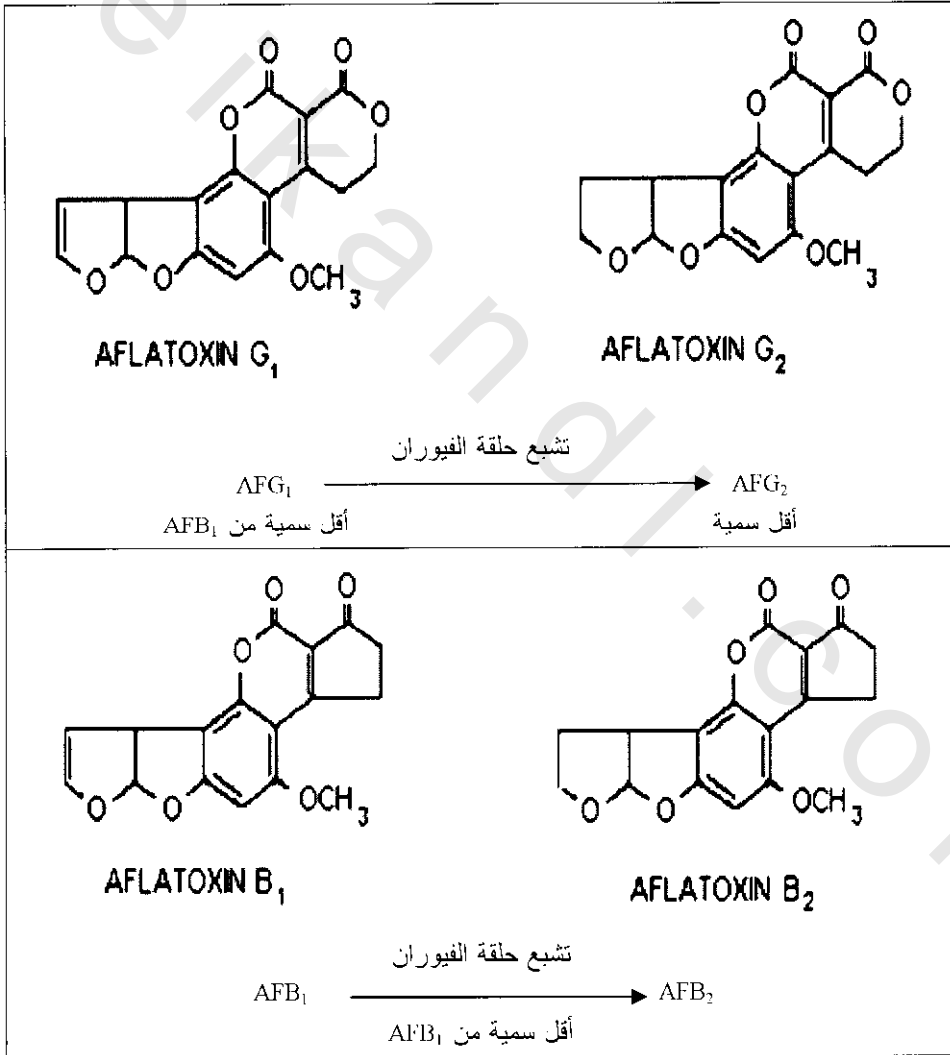 O O
O O
OCH3
AFLATOXIN G1
O O
O O
OCH3
AFLATOXIN G2
تشبع حلقة الفيوران
AFG1 AFG2
أقل سمية من AFB1 أقل سمية
O O
O
O O
OCH3
AFLATOXIN B1
O O
O
O O
OCH3
AFLATOXIN B2
تشبع حلقة الفيوران
AFB1 AFB2
أقل سمية من AFB1